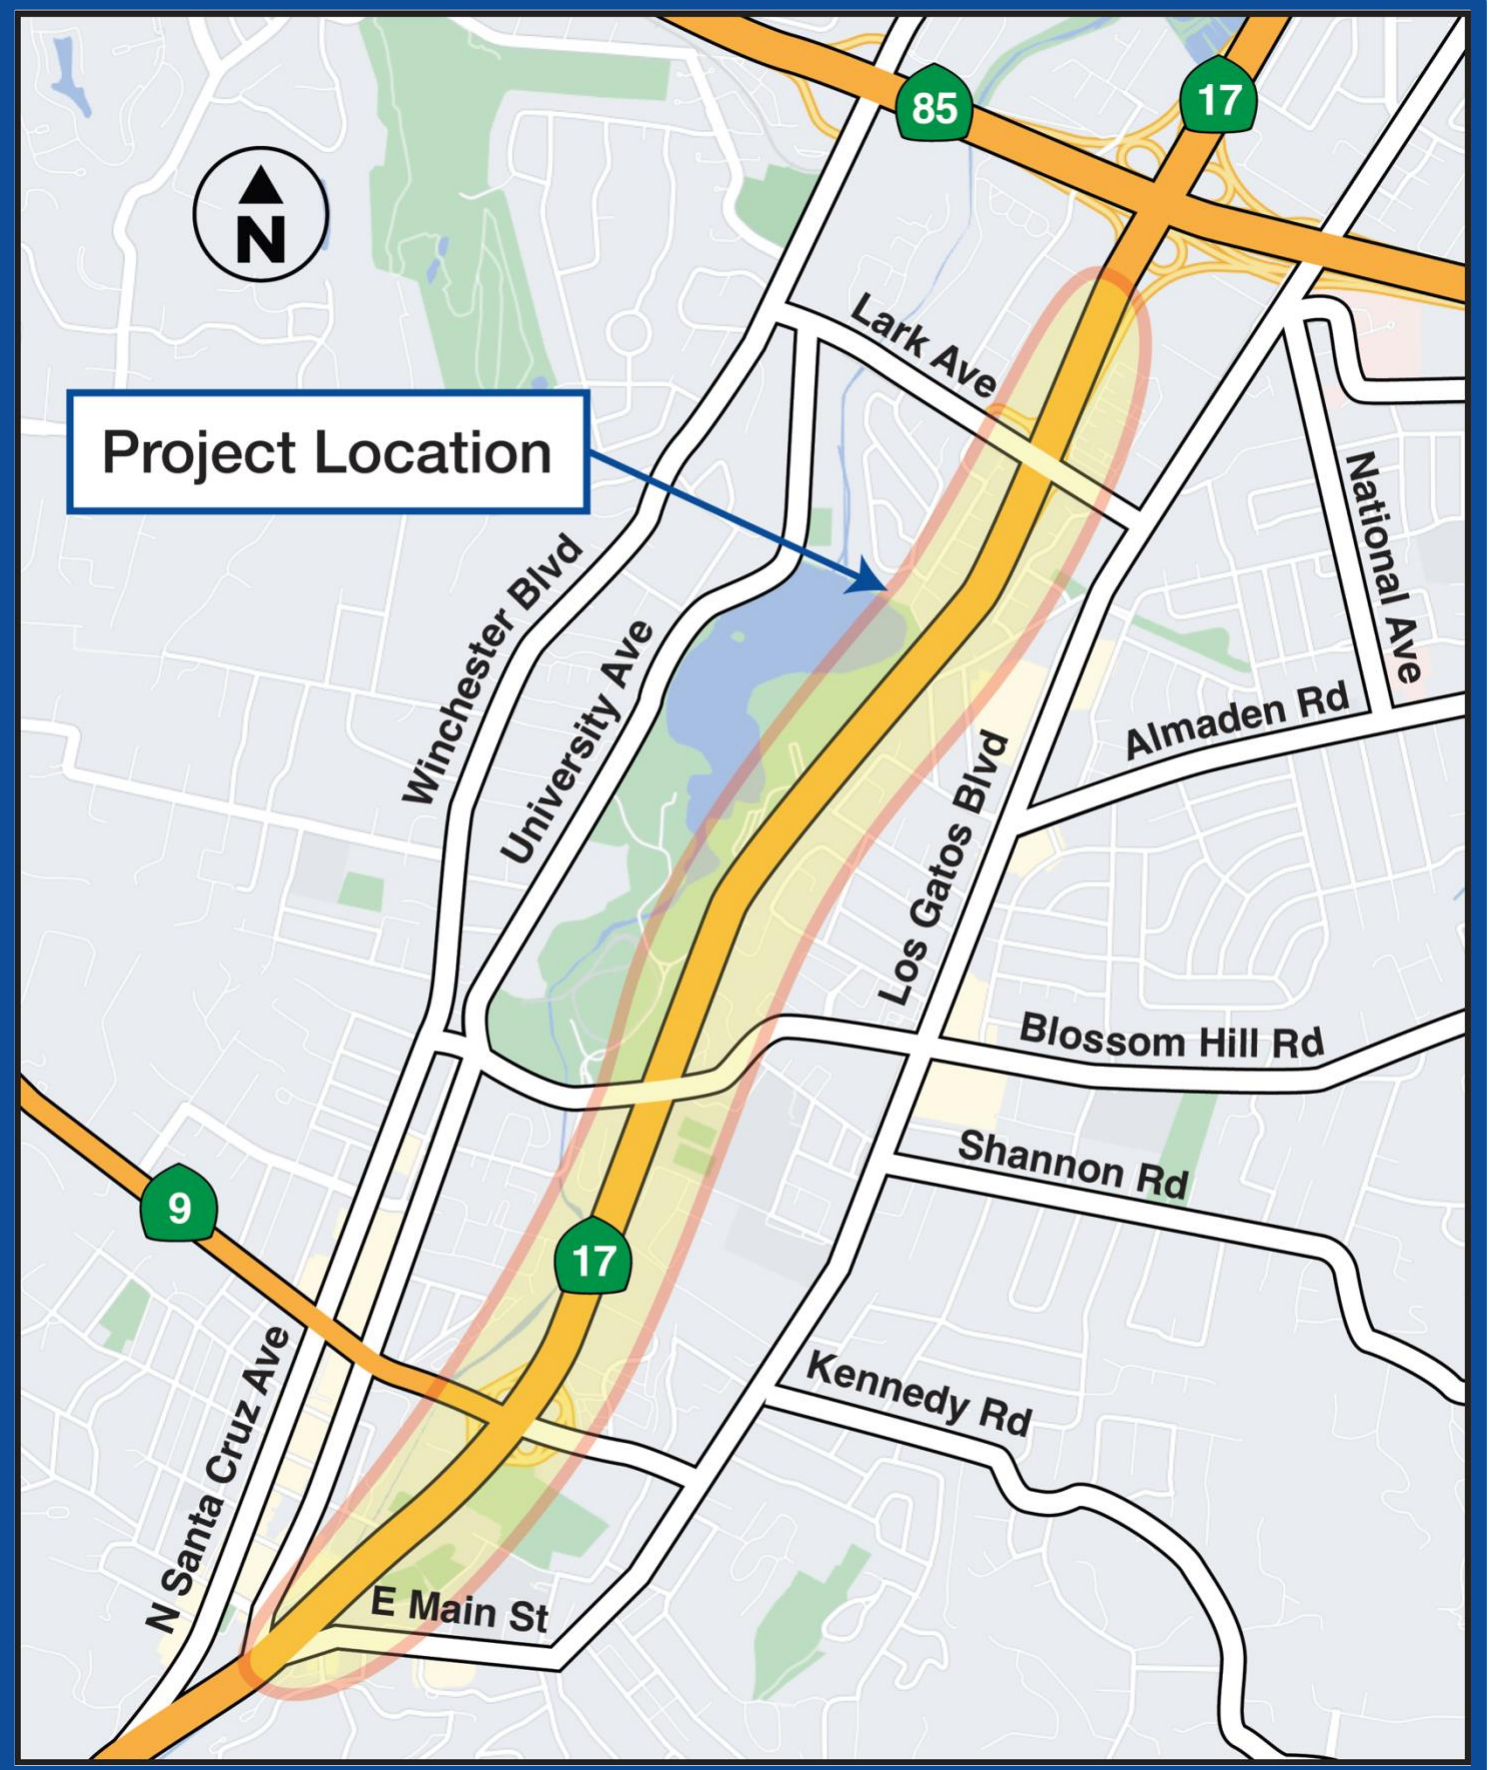 85
17
N
Lark Ave
Project Location
National Ave
Winchester Blvd
University Ave
Almaden Rd
Los Gatos Blvd
Blossom Hill Rd
Shannon Rd
9
17
N Santa Cruz Ave
Kennedy Rd
E Main St